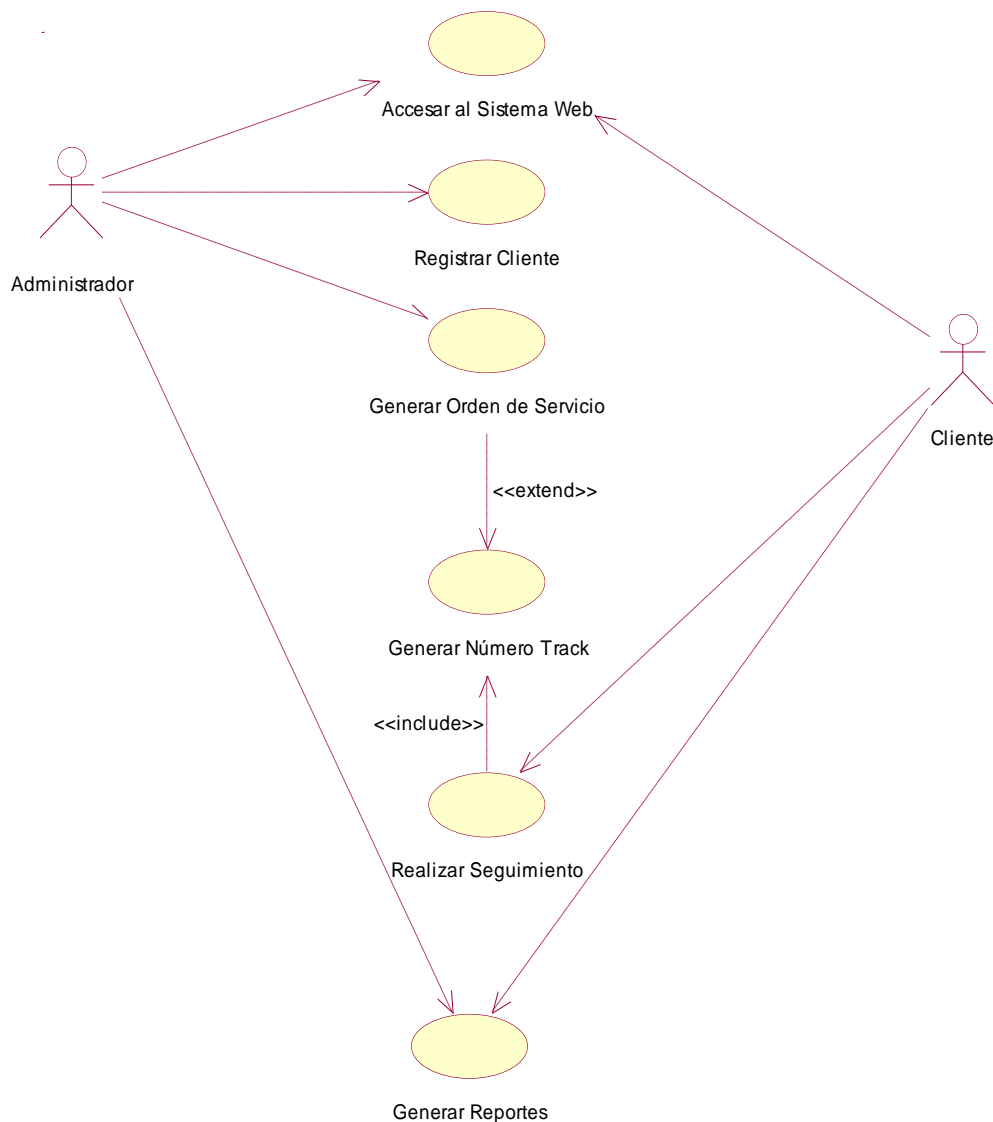 Accesar al Sistema Web
Registrar Cliente
Administrador
Generar Orden de Servicio
Cliente
<<extend>>
Generar Número Track
<<include>>
Realizar Seguimiento
Generar Reportes